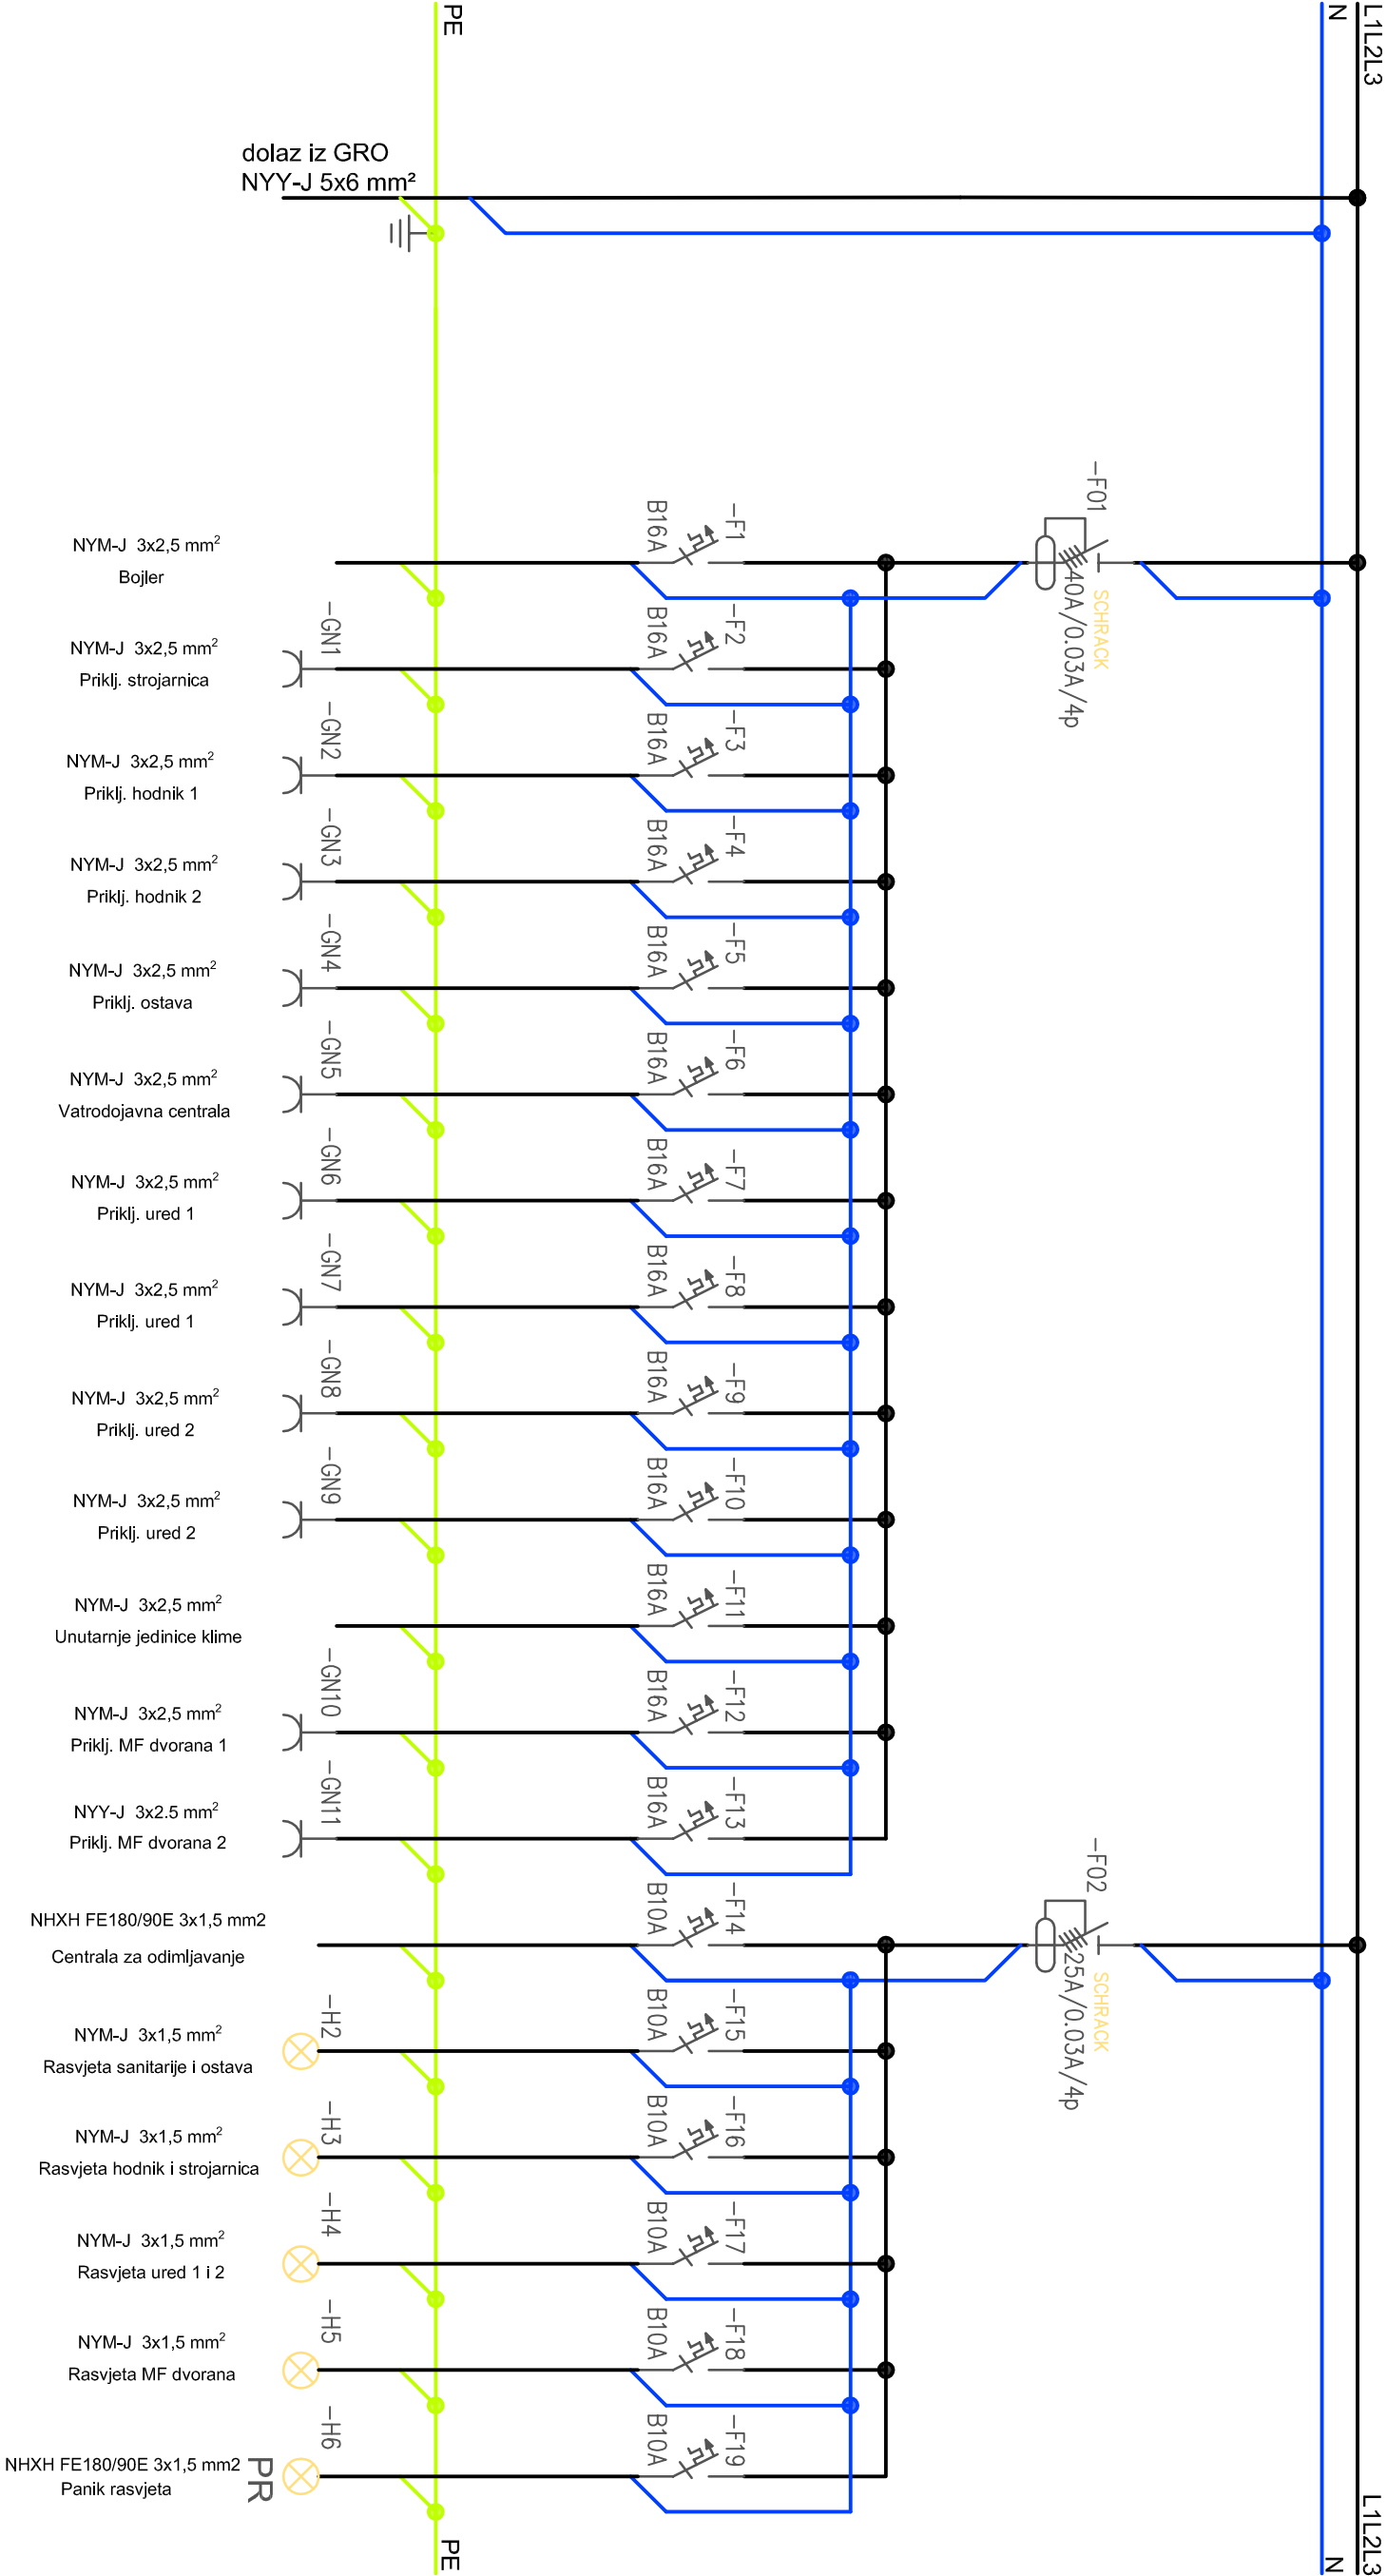 L1L2L3
N
PE
dolaz iz GRO
NYY-J 5x6 mm²
-F01
SCHRACK
40A/0.03A/4p
-F1
B16A
NYM-J 3x2,5 mm²
Bojler
-F2
B16A
-GN1
NYM-J 3x2,5 mm²
Priklj. strojarnica
-F3
B16A
-GN2
NYM-J 3x2,5 mm²
Priklj. hodnik 1
-F4
B16A
-GN3
NYM-J 3x2,5 mm²
Priklj. hodnik 2
-F5
B16A
-GN4
NYM-J 3x2,5 mm²
Priklj. ostava
-F6
B16A
-GN5
NYM-J 3x2,5 mm²
Vatrodojavna centrala
-F7
B16A
-GN6
NYM-J 3x2,5 mm²
Priklj. ured 1
-F8
B16A
-GN7
NYM-J 3x2,5 mm²
Priklj. ured 1
-F9
B16A
-GN8
NYM-J 3x2,5 mm²
Priklj. ured 2
-F10
B16A
-GN9
NYM-J 3x2,5 mm²
Priklj. ured 2
-F11
B16A
NYM-J 3x2,5 mm²
Unutarnje jedinice klime
-F12
B16A
-GN10
NYM-J 3x2,5 mm²
Priklj. MF dvorana 1
-F13
B16A
-GN11
NYY-J 3x2.5 mm²
Priklj. MF dvorana 2
-F02
SCHRACK
25A/0.03A/4p
-F14
B10A
NHXH FE180/90E 3x1,5 mm2
Centrala za odimljavanje
-F15
B10A
-H2
NYM-J 3x1,5 mm²
Rasvjeta sanitarije i ostava
-F16
B10A
-H3
NYM-J 3x1,5 mm²
Rasvjeta hodnik i strojarnica
-F17
B10A
-H4
NYM-J 3x1,5 mm²
Rasvjeta ured 1 i 2
-F18
B10A
-H5
NYM-J 3x1,5 mm²
Rasvjeta MF dvorana
-F19
B10A
-H6
NHXH FE180/90E 3x1,5 mm2
Panik rasvjeta
PR
L1L2L3
N
PE